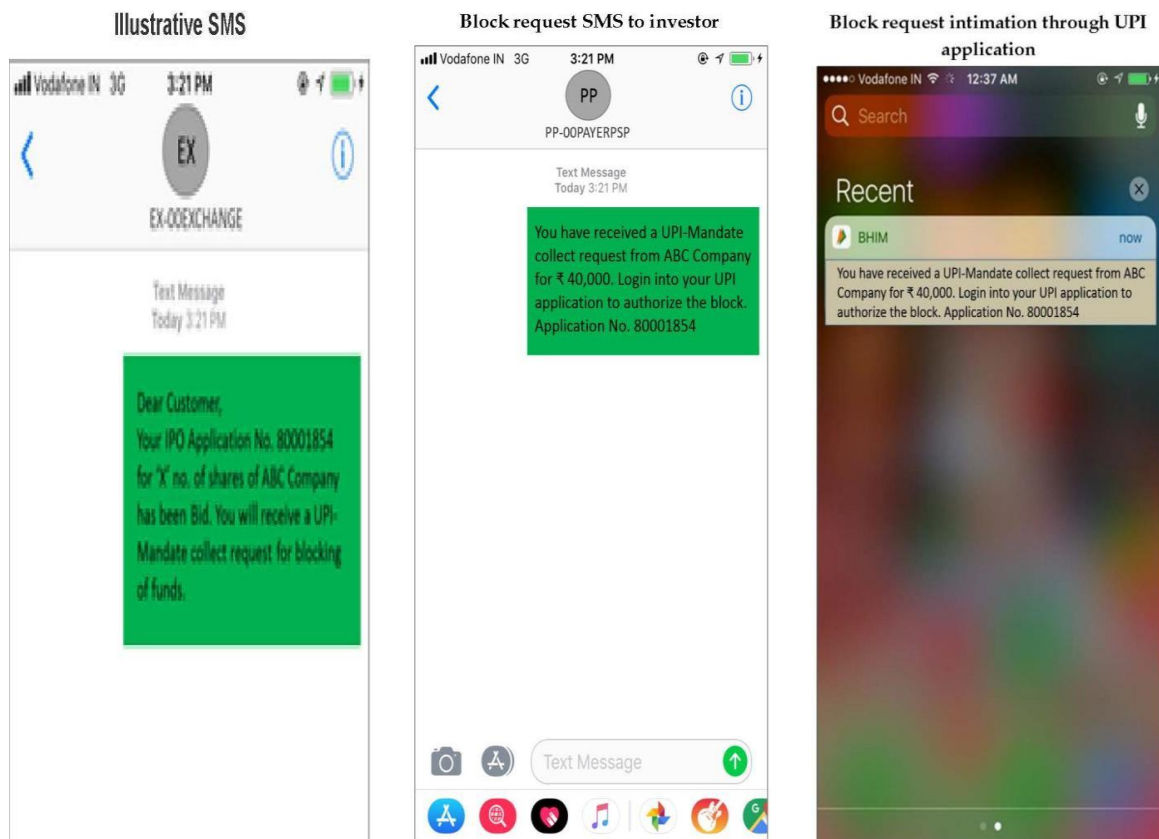 Illustrative SMS
Vodafone IN 3G 3:21 PM
EX
EX-00EXCHANGE
Text Message
Today 3:21 PM
Dear Customer,
Your IPO Application No. 80001854
for "X" no. of shares of ABC Company
has been Bid. You will receive a UPI-
Mandate collect request for blocking
of funds.
Block request SMS to investor
Vodafone IN 3G 3:21 PM
PP
PP-00PAYERPSP
Text Message
Today 3:21 PM
You have received a UPI-Mandate
collect request from ABC Company
for ₹ 40,000. Login into your UPI
application to authorize the block.
Application No. 80001854
Text Message
Block request intimation through UPI
application
Vodafone IN 12:37 AM
Search
Recent
BHIM now
You have received a UPI-Mandate collect request from ABC
Company for ₹ 40,000. Login into your UPI application to
authorize the block. Application No. 80001854